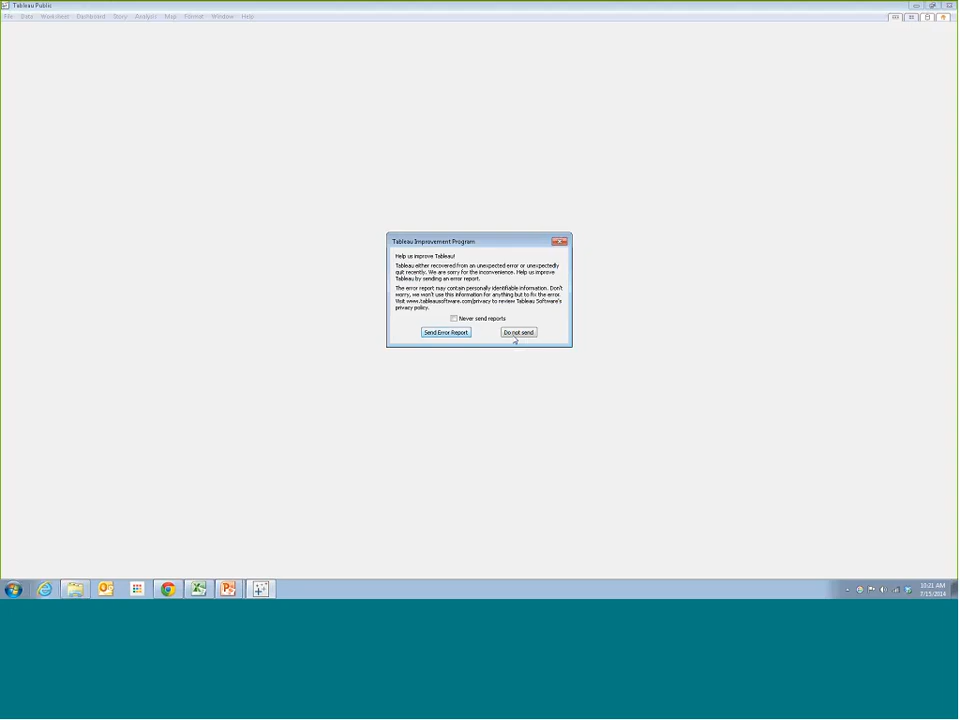 Tableau Public
File Data Worksheet Dashboard Story Analysis Map Format Window Help
Tableau Improvement Program
Help us improve Tableau!
Tableau either recovered from an unexpected error or unexpectedly
quit recently. We are sorry for the inconvenience. Help us improve
Tableau by sending an error report.
The error report may contain personally identifiable information. Don't
worry, we won't use this information for anything but to fix the error.
Visit www.tableausoftware.com/privacy to review Tableau Software's
privacy policy.
Never send reports
Send Error Report Do not send
10:21 AM
7/15/2014